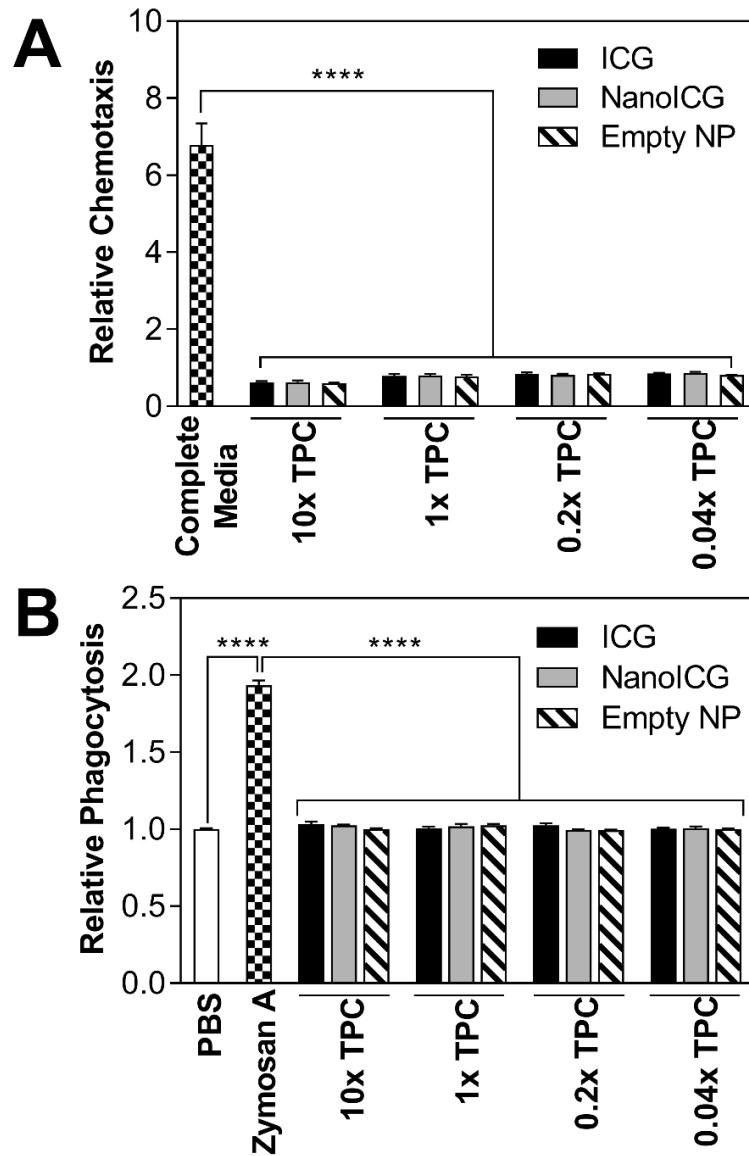 A
Relative Chemotaxis
10
8
6
4
2
0
****
ICG
NanoICG
Empty NP
Complete
Media
10x TPC
1x TPC
0.2x TPC
0.04x TPC
B
Relative Phagocytosis
2.5
2.0
1.5
1.0
0.5
0.0
****
****
ICG
NanoICG
Empty NP
PBS
Zymosan A
10x TPC
1x TPC
0.2x TPC
0.04x TPC